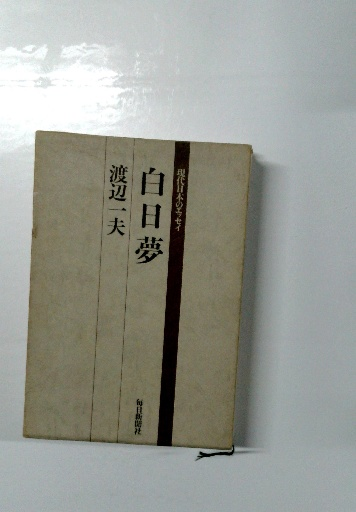 現代日本のエッセイ
白日夢
渡辺一夫
毎日新聞社